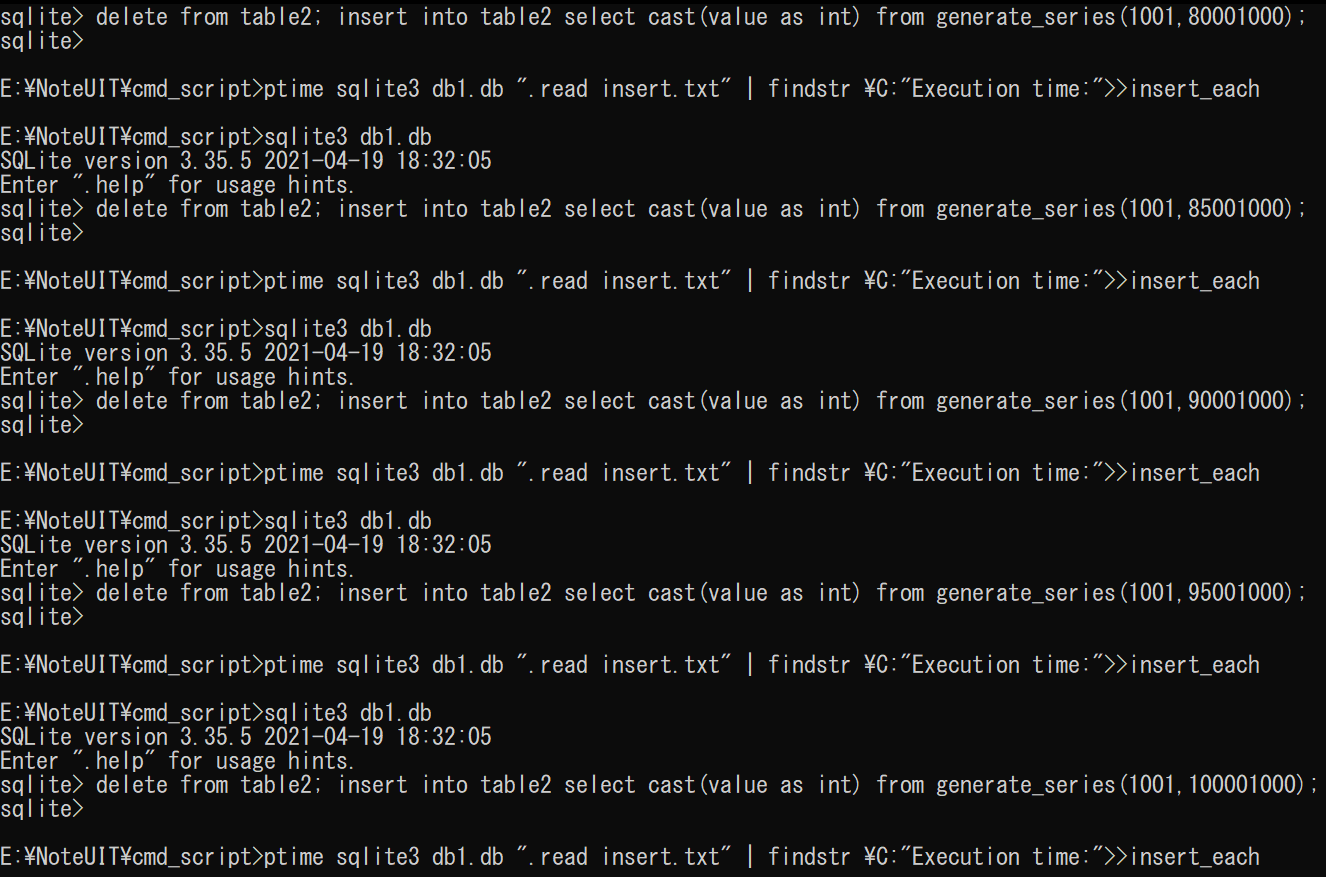 sqlite> delete from table2; insert into table2 select cast(value as int) from generate_series(1001,80001000);
sqlite>
E:¥NoteUIT¥cmd_script>ptime sqlite3 db1.db ".read insert.txt" | findstr ¥C:"Execution time:">>insert_each
E:¥NoteUIT¥cmd_script>sqlite3 db1.db
SQLite version 3.35.5 2021-04-19 18:32:05
Enter ".help" for usage hints.
sqlite> delete from table2; insert into table2 select cast(value as int) from generate_series(1001,85001000);
sqlite>
E:¥NoteUIT¥cmd_script>ptime sqlite3 db1.db ".read insert.txt" | findstr ¥C:"Execution time:">>insert_each
E:¥NoteUIT¥cmd_script>sqlite3 db1.db
SQLite version 3.35.5 2021-04-19 18:32:05
Enter ".help" for usage hints.
sqlite> delete from table2; insert into table2 select cast(value as int) from generate_series(1001,90001000);
sqlite>
E:¥NoteUIT¥cmd_script>ptime sqlite3 db1.db ".read insert.txt" | findstr ¥C:"Execution time:">>insert_each
E:¥NoteUIT¥cmd_script>sqlite3 db1.db
SQLite version 3.35.5 2021-04-19 18:32:05
Enter ".help" for usage hints.
sqlite> delete from table2; insert into table2 select cast(value as int) from generate_series(1001,95001000);
sqlite>
E:¥NoteUIT¥cmd_script>ptime sqlite3 db1.db ".read insert.txt" | findstr ¥C:"Execution time:">>insert_each
E:¥NoteUIT¥cmd_script>sqlite3 db1.db
SQLite version 3.35.5 2021-04-19 18:32:05
Enter ".help" for usage hints.
sqlite> delete from table2; insert into table2 select cast(value as int) from generate_series(1001,100001000);
sqlite>
E:¥NoteUIT¥cmd_script>ptime sqlite3 db1.db ".read insert.txt" | findstr ¥C:"Execution time:">>insert_each